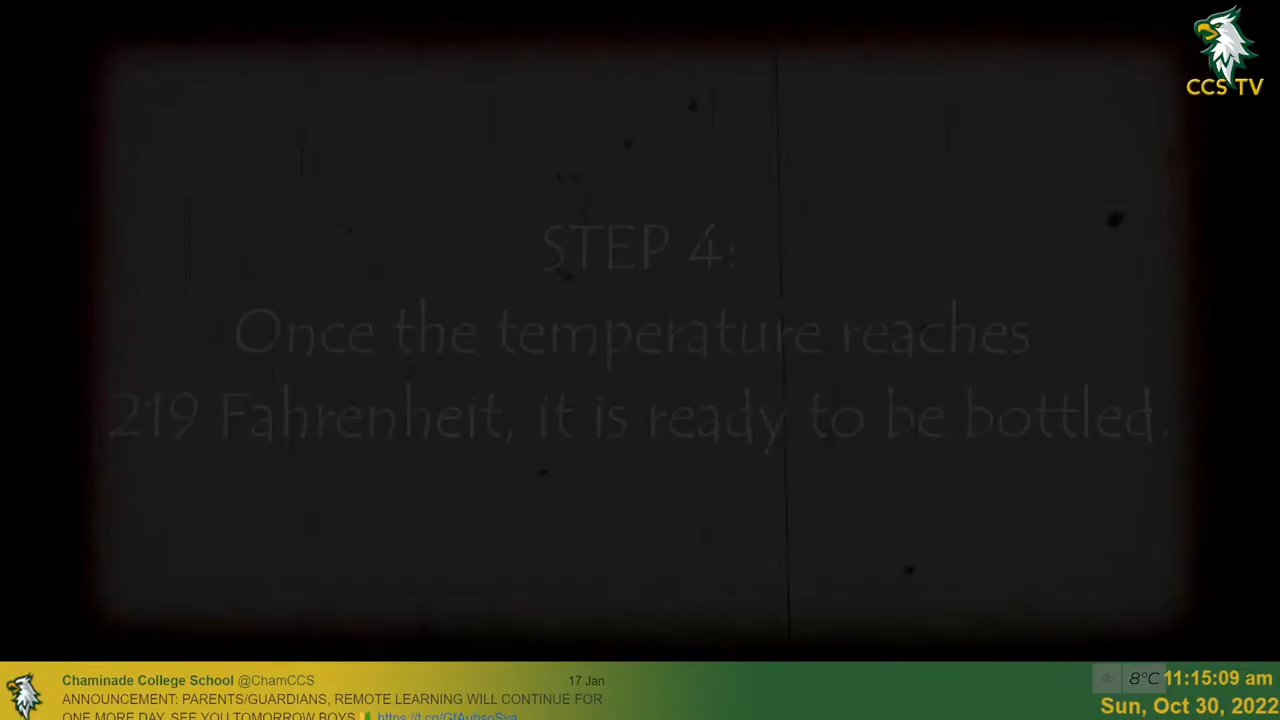 CCS TV
STEP 4:
Once the temperature reaches
219 Fahrenheit, it is ready to be bottled.
Chaminade College School @ChamCCS 17 Jan
ANNOUNCEMENT: PARENTS/GUARDIANS, REMOTE LEARNING WILL CONTINUE FOR
ONE MORE DAY. SEE YOU TOMORROW BOYS
8°C 11:15:09 am
Sun, Oct 30, 2022